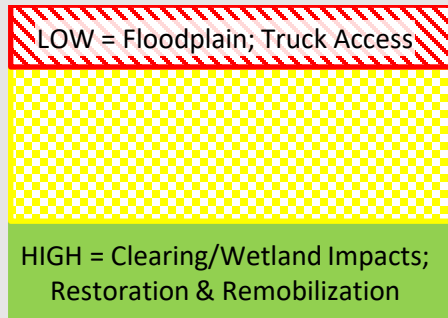 LOW = Floodplain; Truck Access
HIGH = Clearing/Wetland Impacts;
Restoration & Remobilization